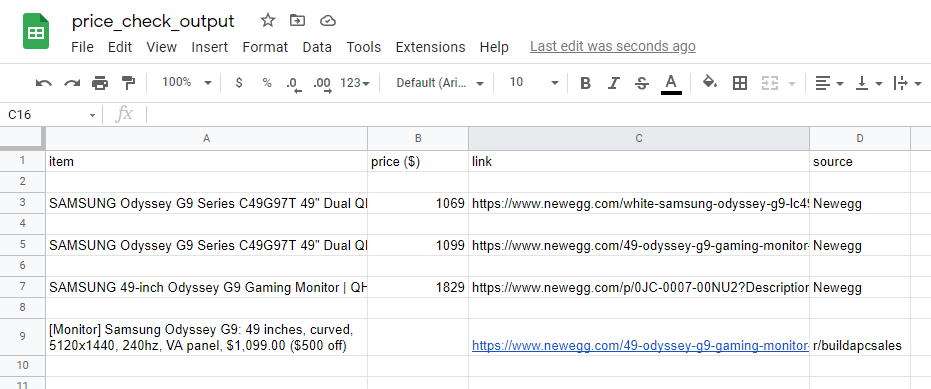 price_check_output
File Edit View Insert Format Data Tools Extensions Help Last edit was seconds ago
100% $ % .0 .00 123 Default (Ari... 10 B I S A
C16 fx
A B C D
1 item price ($) link source
2
3 SAMSUNG Odyssey G9 Series C49G97T 49" Dual QH 1069 https://www.newegg.com/white-samsung-odyssey-g9-lc49 Newegg
4
5 SAMSUNG Odyssey G9 Series C49G97T 49" Dual QH 1099 https://www.newegg.com/49-odyssey-g9-gaming-monitor- Newegg
6
7 SAMSUNG 49-inch Odyssey G9 Gaming Monitor | QH 1829 https://www.newegg.com/p/0JC-0007-00NU2?Description Newegg
8
[Monitor] Samsung Odyssey G9: 49 inches, curved,
9 5120x1440, 240hz, VA panel, $1,099.00 ($500 off) https://www.newegg.com/49-odyssey-g9-gaming-monitor- r/buildapcsales
10
11